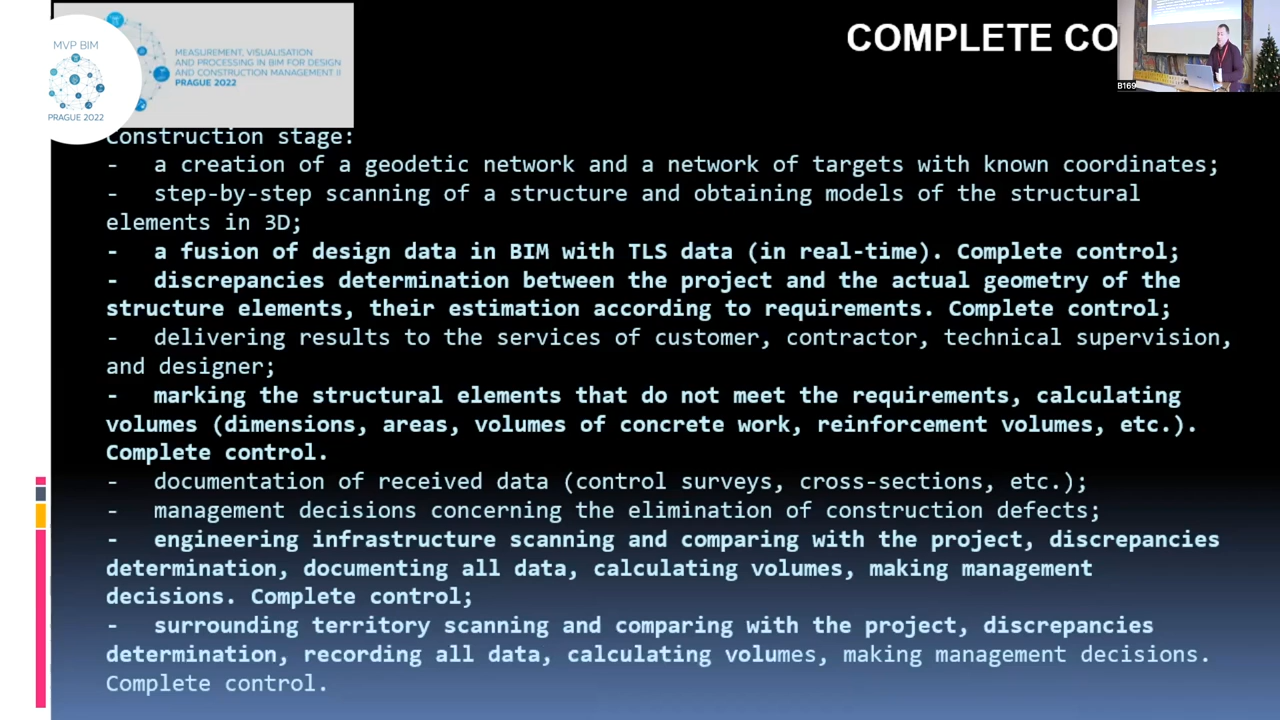 MVP BIM
PRAGUE 2022
MEASUREMENT, VISUALISATION
AND PROCESSING IN BIM FOR DESIGN
AND CONSTRUCTION MANAGEMENT II
PRAGUE 2022
COMPLETE CO
B169
Construction stage:
- a creation of a geodetic network and a network of targets with known coordinates;
- step-by-step scanning of a structure and obtaining models of the structural
elements in 3D;
- a fusion of design data in BIM with TLS data (in real-time). Complete control;
- discrepancies determination between the project and the actual geometry of the
structure elements, their estimation according to requirements. Complete control;
- delivering results to the services of customer, contractor, technical supervision,
and designer;
- marking the structural elements that do not meet the requirements, calculating
volumes (dimensions, areas, volumes of concrete work, reinforcement volumes, etc.).
Complete control.
- documentation of received data (control surveys, cross-sections, etc.);
- management decisions concerning the elimination of construction defects;
- engineering infrastructure scanning and comparing with the project, discrepancies
determination, documenting all data, calculating volumes, making management
decisions. Complete control;
- surrounding territory scanning and comparing with the project, discrepancies
determination, recording all data, calculating volumes, making management decisions.
Complete control.